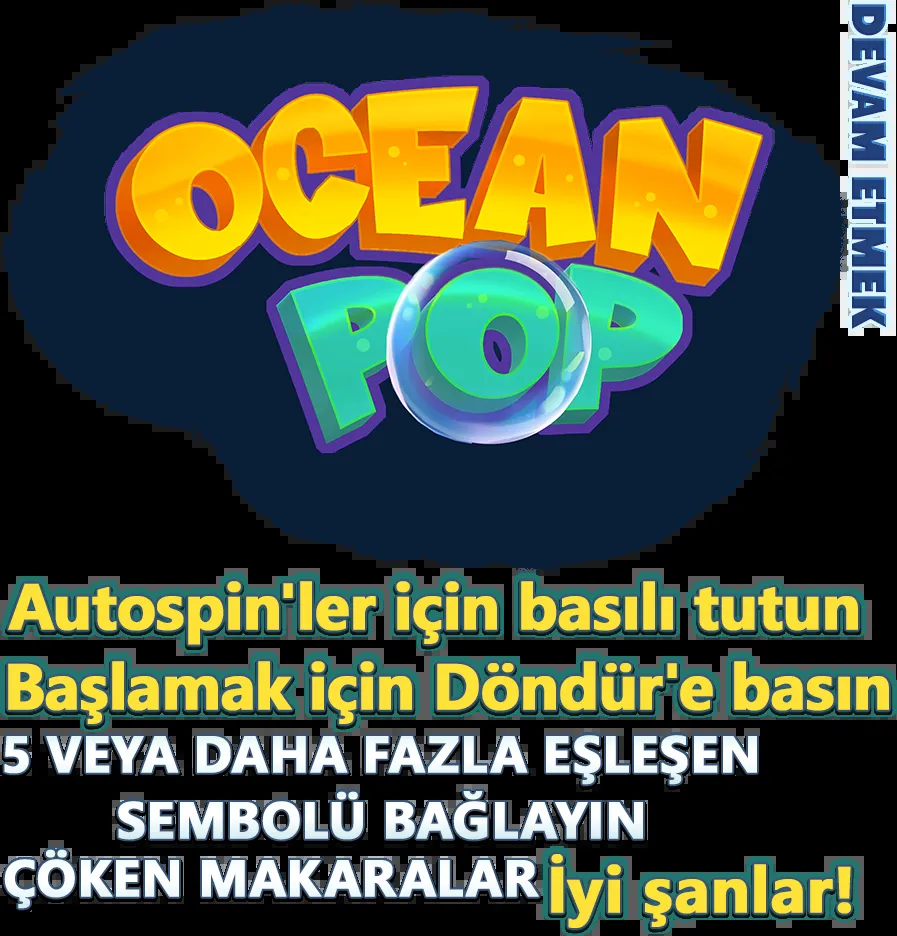 OCEAN
POP
DEVAM ETMEK
Autospin'ler için basılı tutun
Başlamak için Döndür'e basın
5 VEYA DAHA FAZLA EŞLEŞEN
SEMBOLÜ BAĞLAYIN
ÇÖKEN MAKARALAR
İyi şanlar!